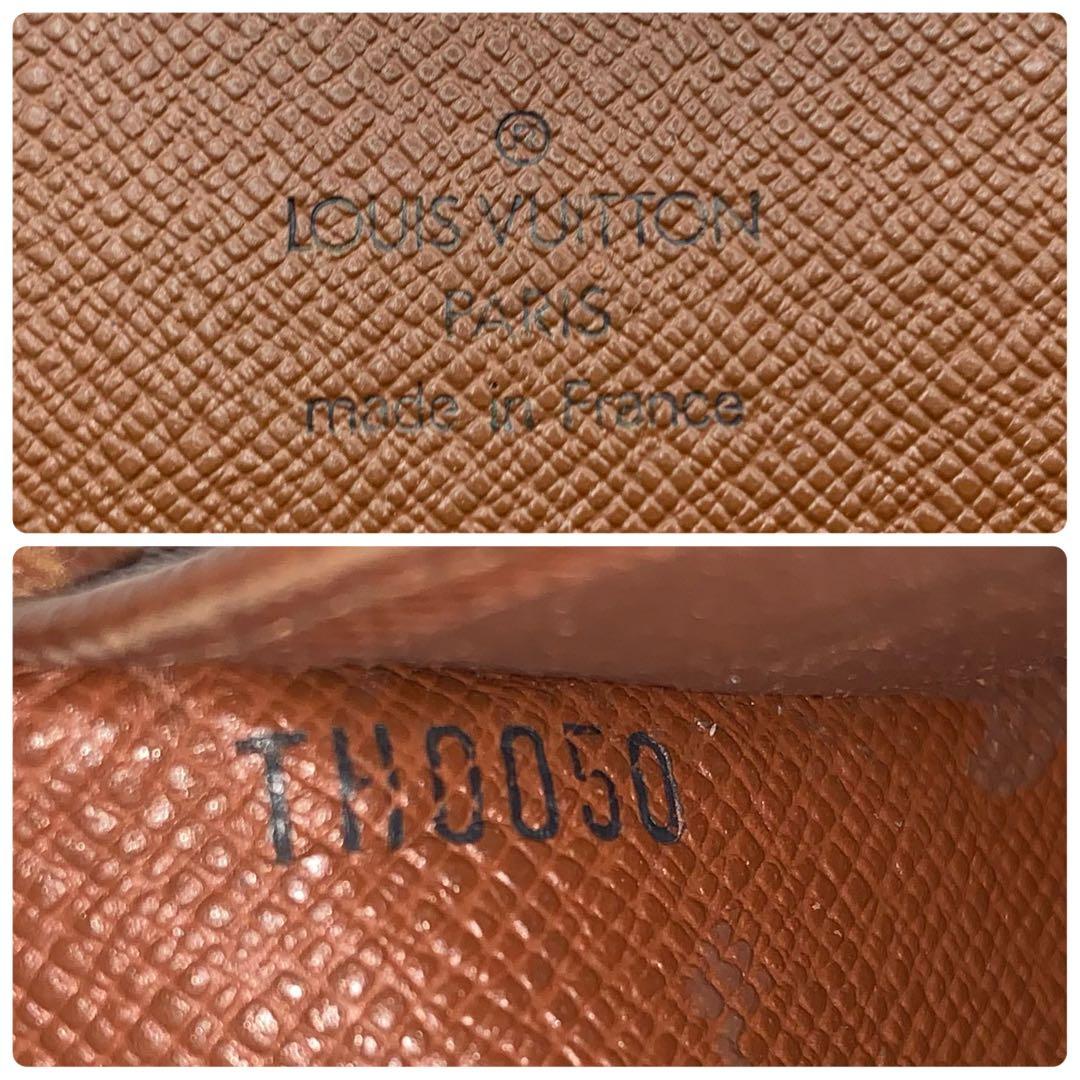 ®
LOUIS VUITTON
PARIS
made in France
TH0050